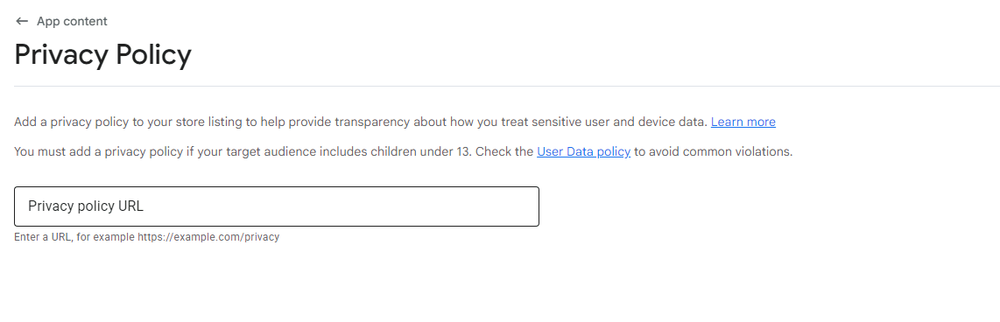 ← App content
Privacy Policy
Add a privacy policy to your store listing to help provide transparency about how you treat sensitive user and device data. Learn more
You must add a privacy policy if your target audience includes children under 13. Check the User Data policy to avoid common violations.
Privacy policy URL
Enter a URL, for example https://example.com/privacy